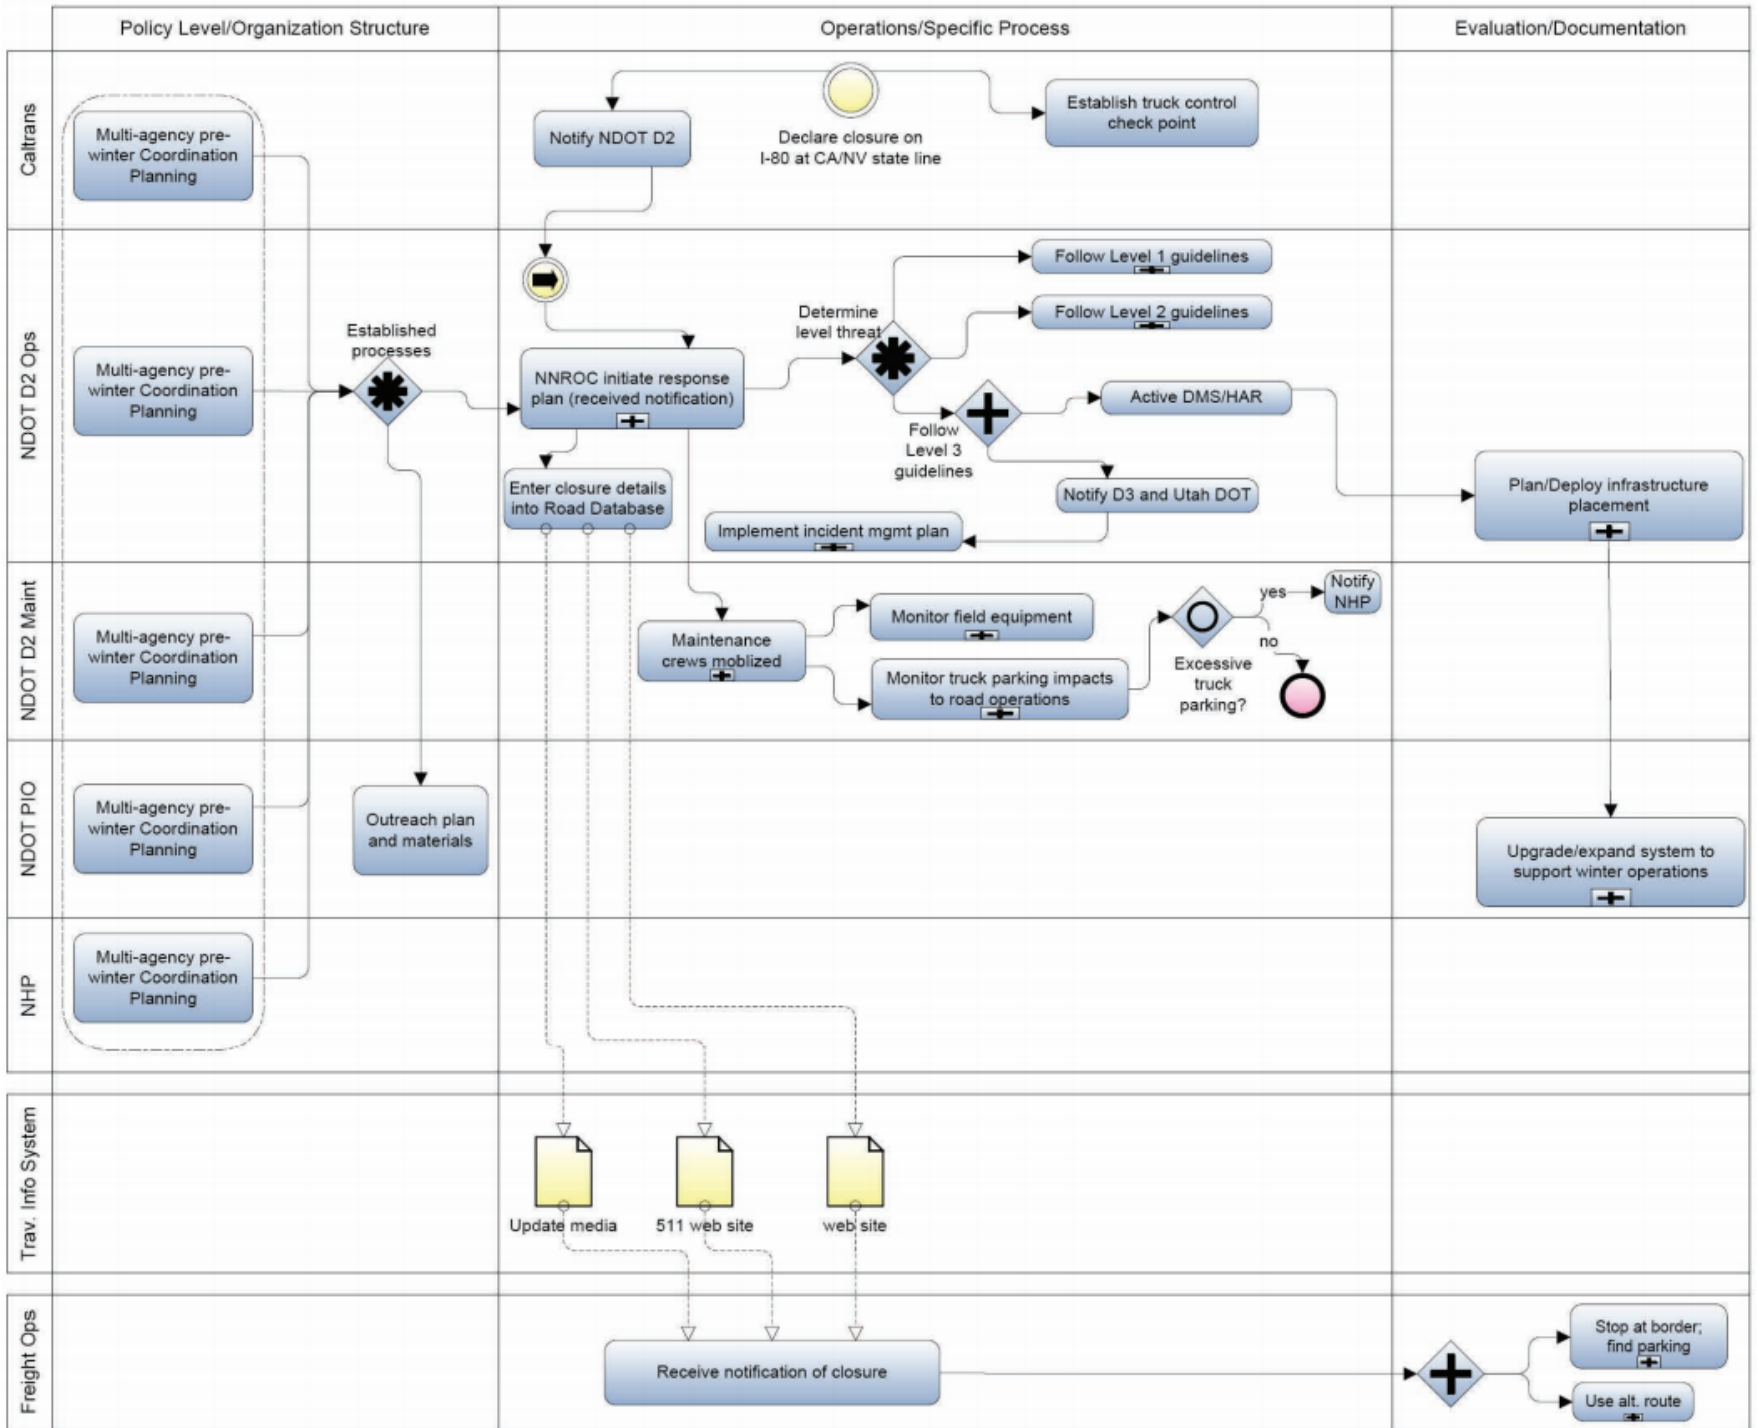 Policy Level/Organization Structure
Operations/Specific Process
Evaluation/Documentation
Caltrans
Multi-agency pre-
winter Coordination
Planning
Notify NDOT D2
Declare closure on
I-80 at CA/NV state line
Establish truck control
check point
NDOT D2 Ops
Multi-agency pre-
winter Coordination
Planning
Established
processes
NNROC initiate response
plan (received notification)
Enter closure details
into Road Database
Determine
level threat
Follow Level 1 guidelines
Follow Level 2 guidelines
Follow
Level 3
guidelines
Active DMS/HAR
Notify D3 and Utah DOT
Implement incident mgmt plan
Plan/Deploy infrastructure
placement
NDOT D2 Maint
Multi-agency pre-
winter Coordination
Planning
Maintenance
crews moblized
Monitor field equipment
Monitor truck parking impacts
to road operations
Excessive
truck
parking?
yes
no
Notify
NHP
NDOT PIO
Multi-agency pre-
winter Coordination
Planning
Outreach plan
and materials
Upgrade/expand system to
support winter operations
NHP
Multi-agency pre-
winter Coordination
Planning
Trav. Info System
Update media
511 web site
web site
Freight Ops
Receive notification of closure
Stop at border;
find parking
Use alt. route